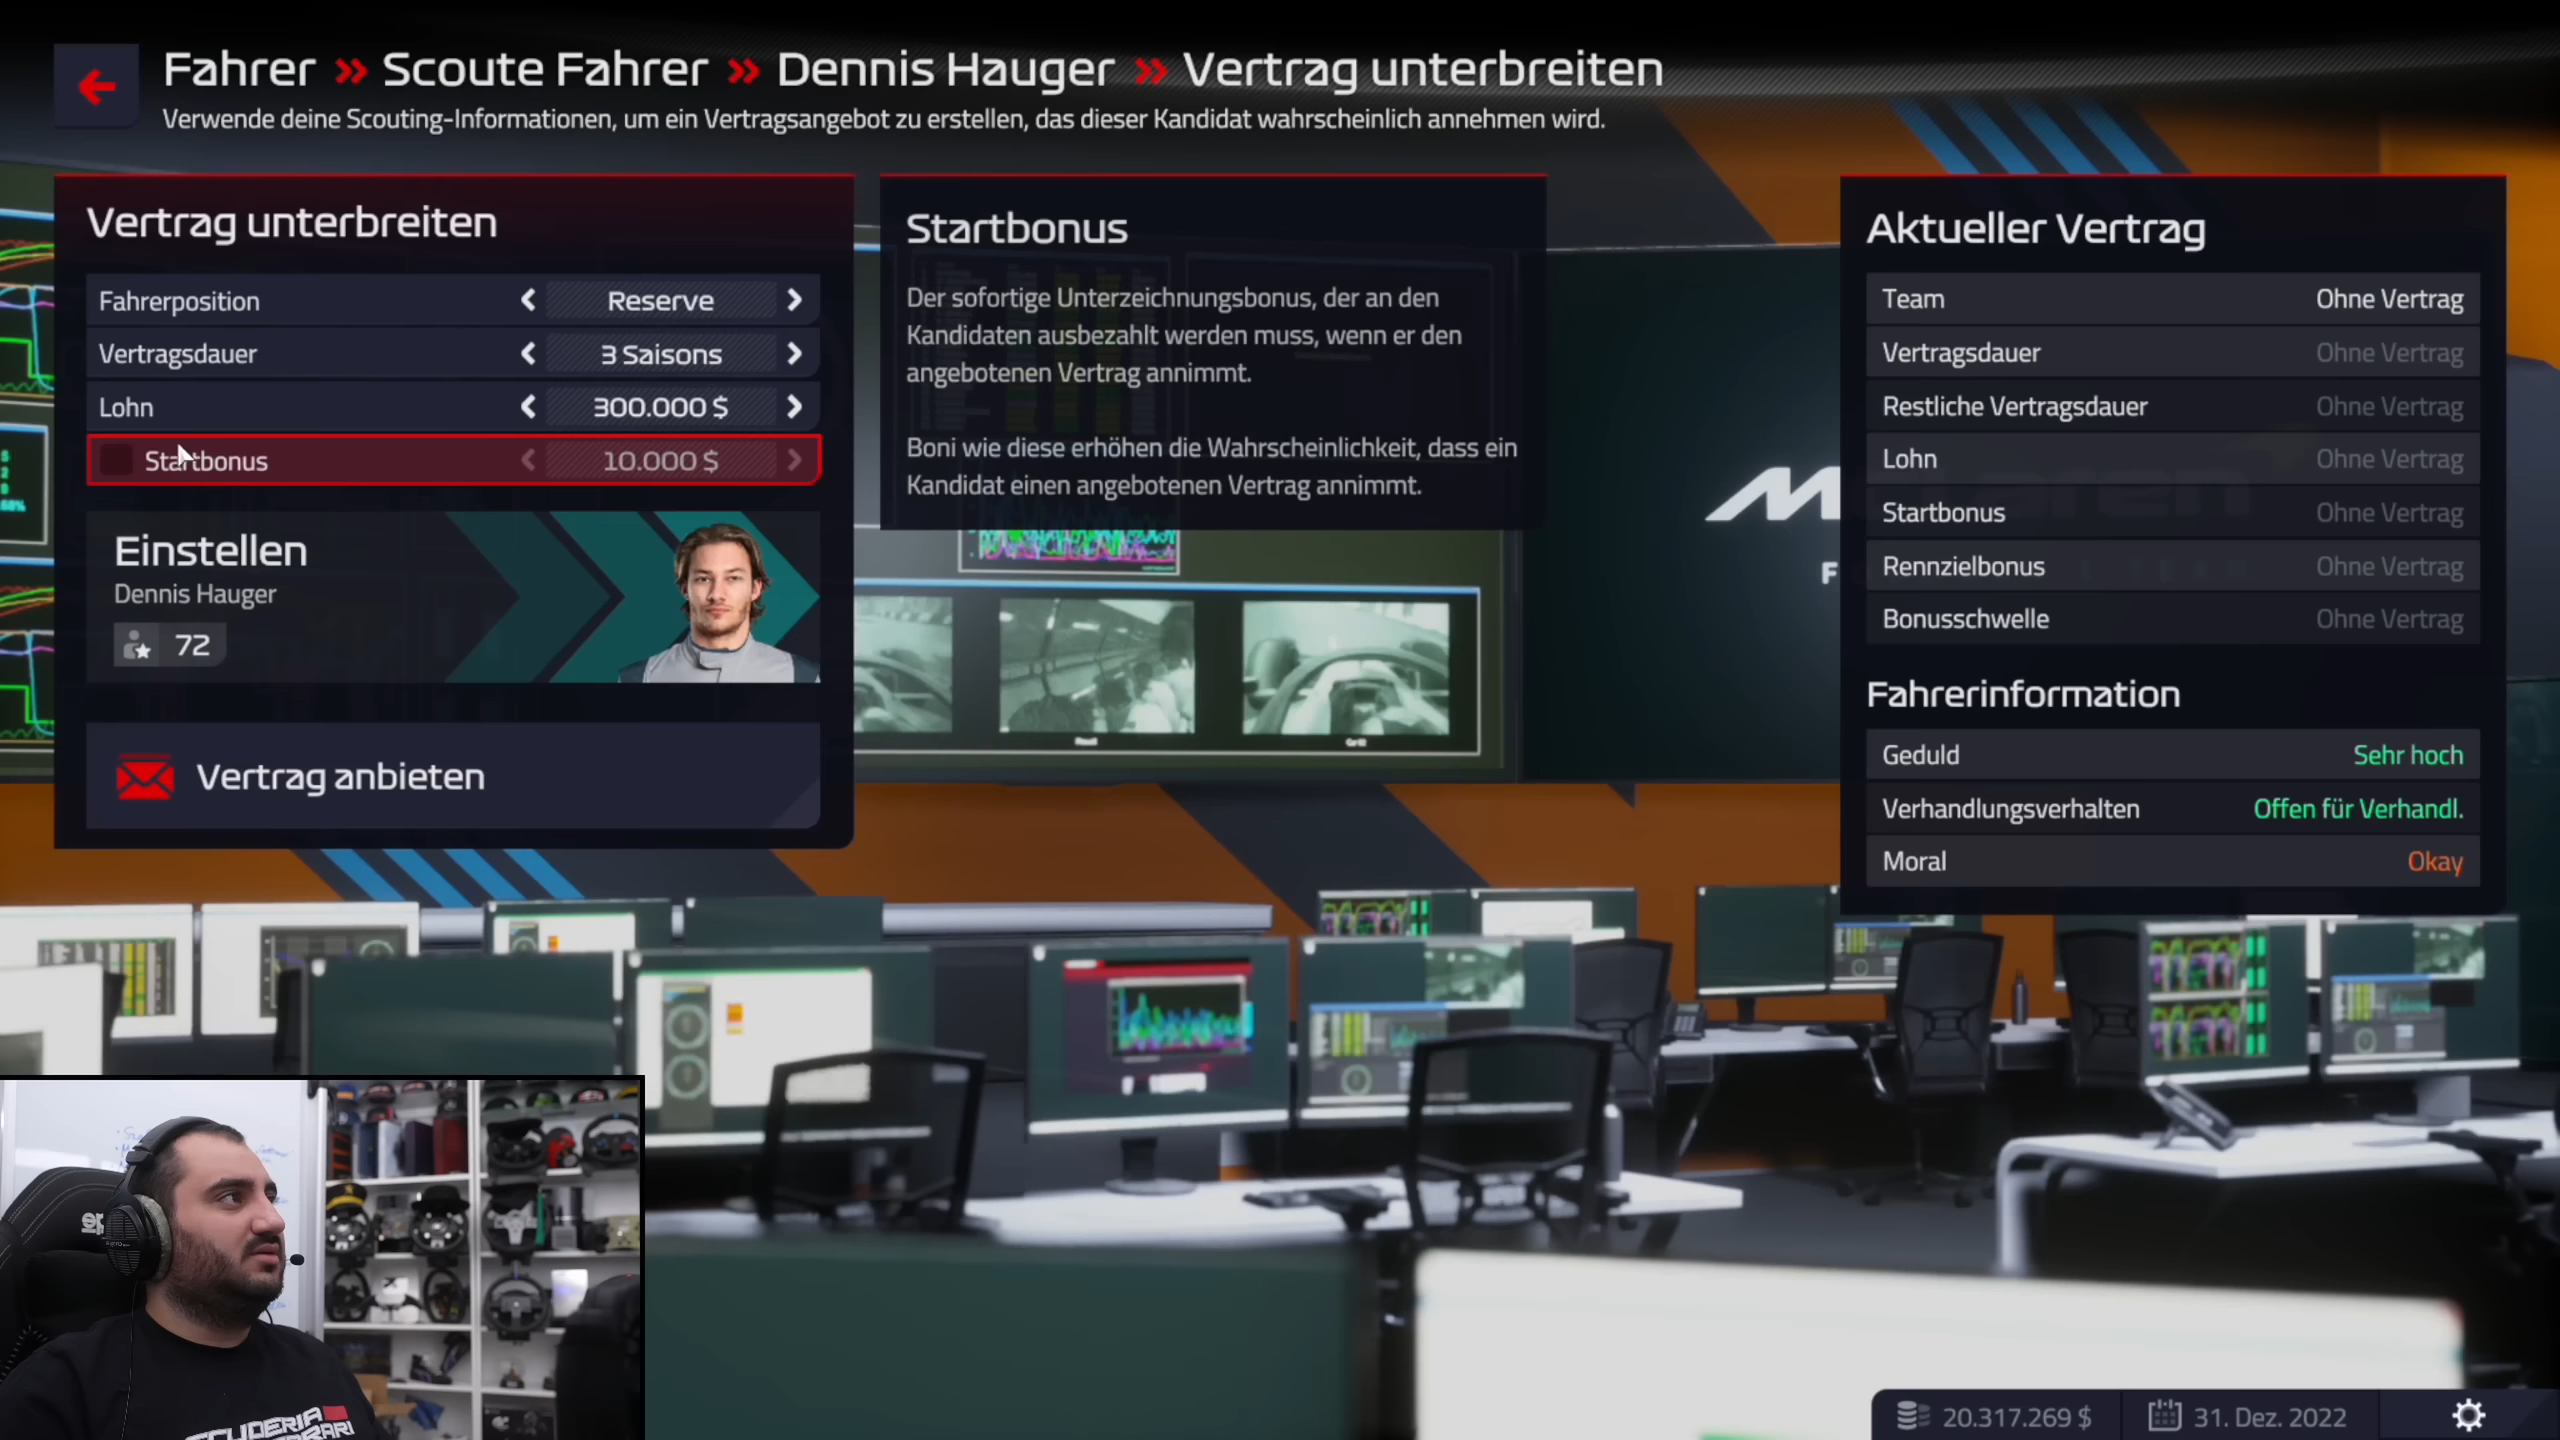 Fahrer » Scoute Fahrer » Dennis Hauger » Vertrag unterbreiten
Verwende deine Scouting-Informationen, um ein Vertragsangebot zu erstellen, das dieser Kandidat wahrscheinlich annehmen wird.
Vertrag unterbreiten
Fahrerposition Reserve
Vertragsdauer 3 Saisons
Lohn 300.000 $
Startbonus 10.000 $
Einstellen
Dennis Hauger
72
Vertrag anbieten
Startbonus
Der sofortige Unterzeichnungsbonus, der an den
Kandidaten ausbezahlt werden muss, wenn er den
angebotenen Vertrag annimmt.
Boni wie diese erhöhen die Wahrscheinlichkeit, dass ein
Kandidat einen angebotenen Vertrag annimmt.
Aktueller Vertrag
Team Ohne Vertrag
Vertragsdauer Ohne Vertrag
Restliche Vertragsdauer Ohne Vertrag
Lohn Ohne Vertrag
Startbonus Ohne Vertrag
Rennzielbonus Ohne Vertrag
Bonusschwelle Ohne Vertrag
Fahrerinformation
Geduld Sehr hoch
Verhandlungsverhalten Offen für Verhandl.
Moral Okay
20.317.269 $
31. Dez. 2022